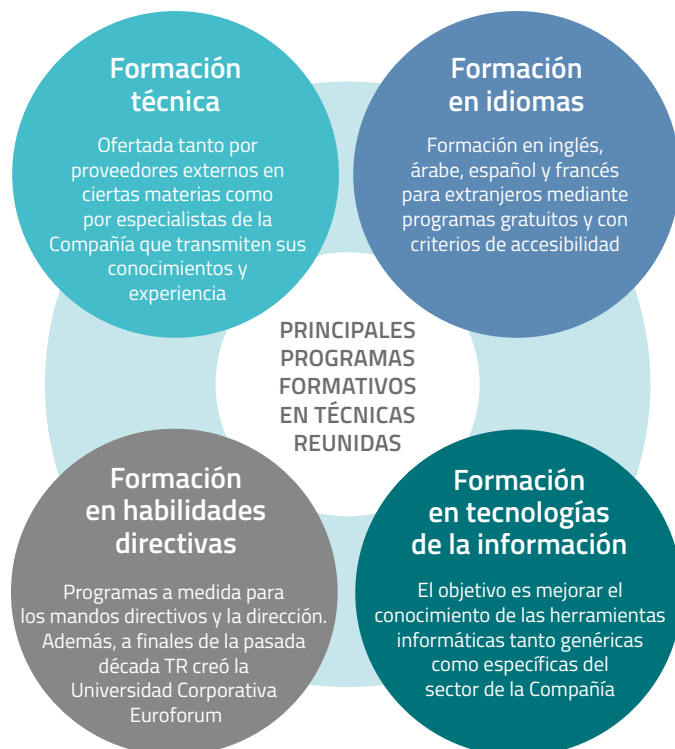 Formación
técnica
Ofertada tanto por
proveedores externos en
ciertas materias como
por especialistas de la
Compañía que transmiten sus
conocimientos y
experiencia
Formación
en idiomas
Formación en inglés,
árabe, español y francés
para extranjeros mediante
programas gratuitos y con
criterios de accesibilidad
PRINCIPALES
PROGRAMAS
FORMATIVOS
EN TÉCNICAS
REUNIDAS
Formación
en habilidades
directivas
Programas a medida para
los mandos directivos y la dirección.
Además, a finales de la pasada
década TR creó la
Universidad Corporativa
Euroforum
Formación
en tecnologías
de la información
El objetivo es mejorar el
conocimiento de las herramientas
informáticas tanto genéricas
como específicas del
sector de la Compañía